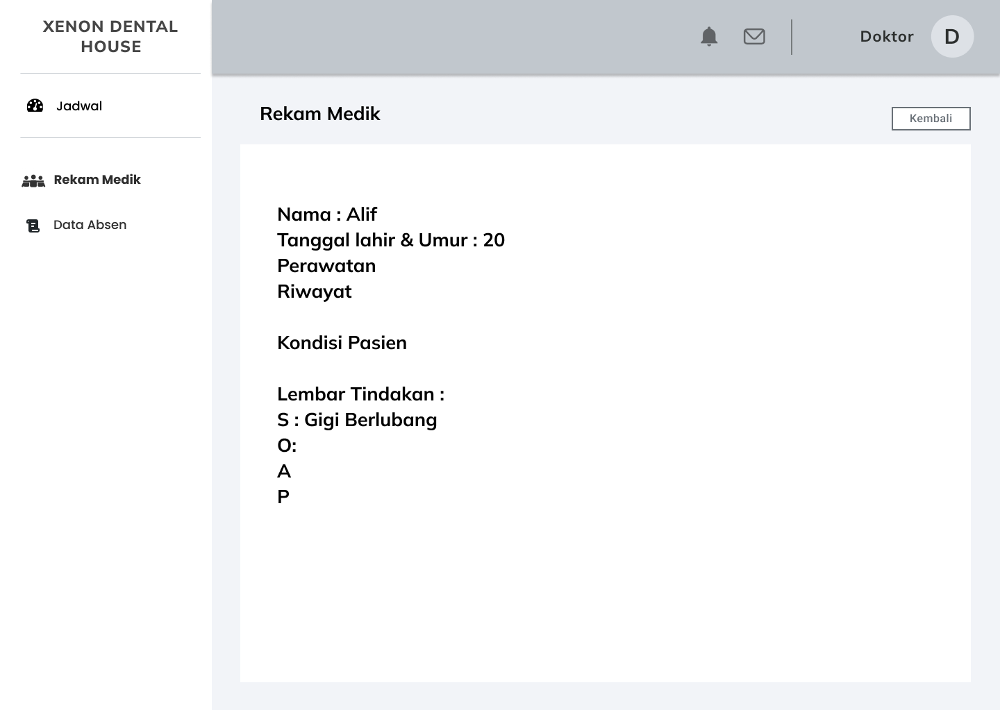 XENON DENTAL
HOUSE
Jadwal
Rekam Medik
Data Absen
Doktor
D
Rekam Medik
Kembali
Nama : Alif
Tanggal lahir & Umur : 20
Perawatan
Riwayat
Kondisi Pasien
Lembar Tindakan :
S : Gigi Berlubang
O:
A
P